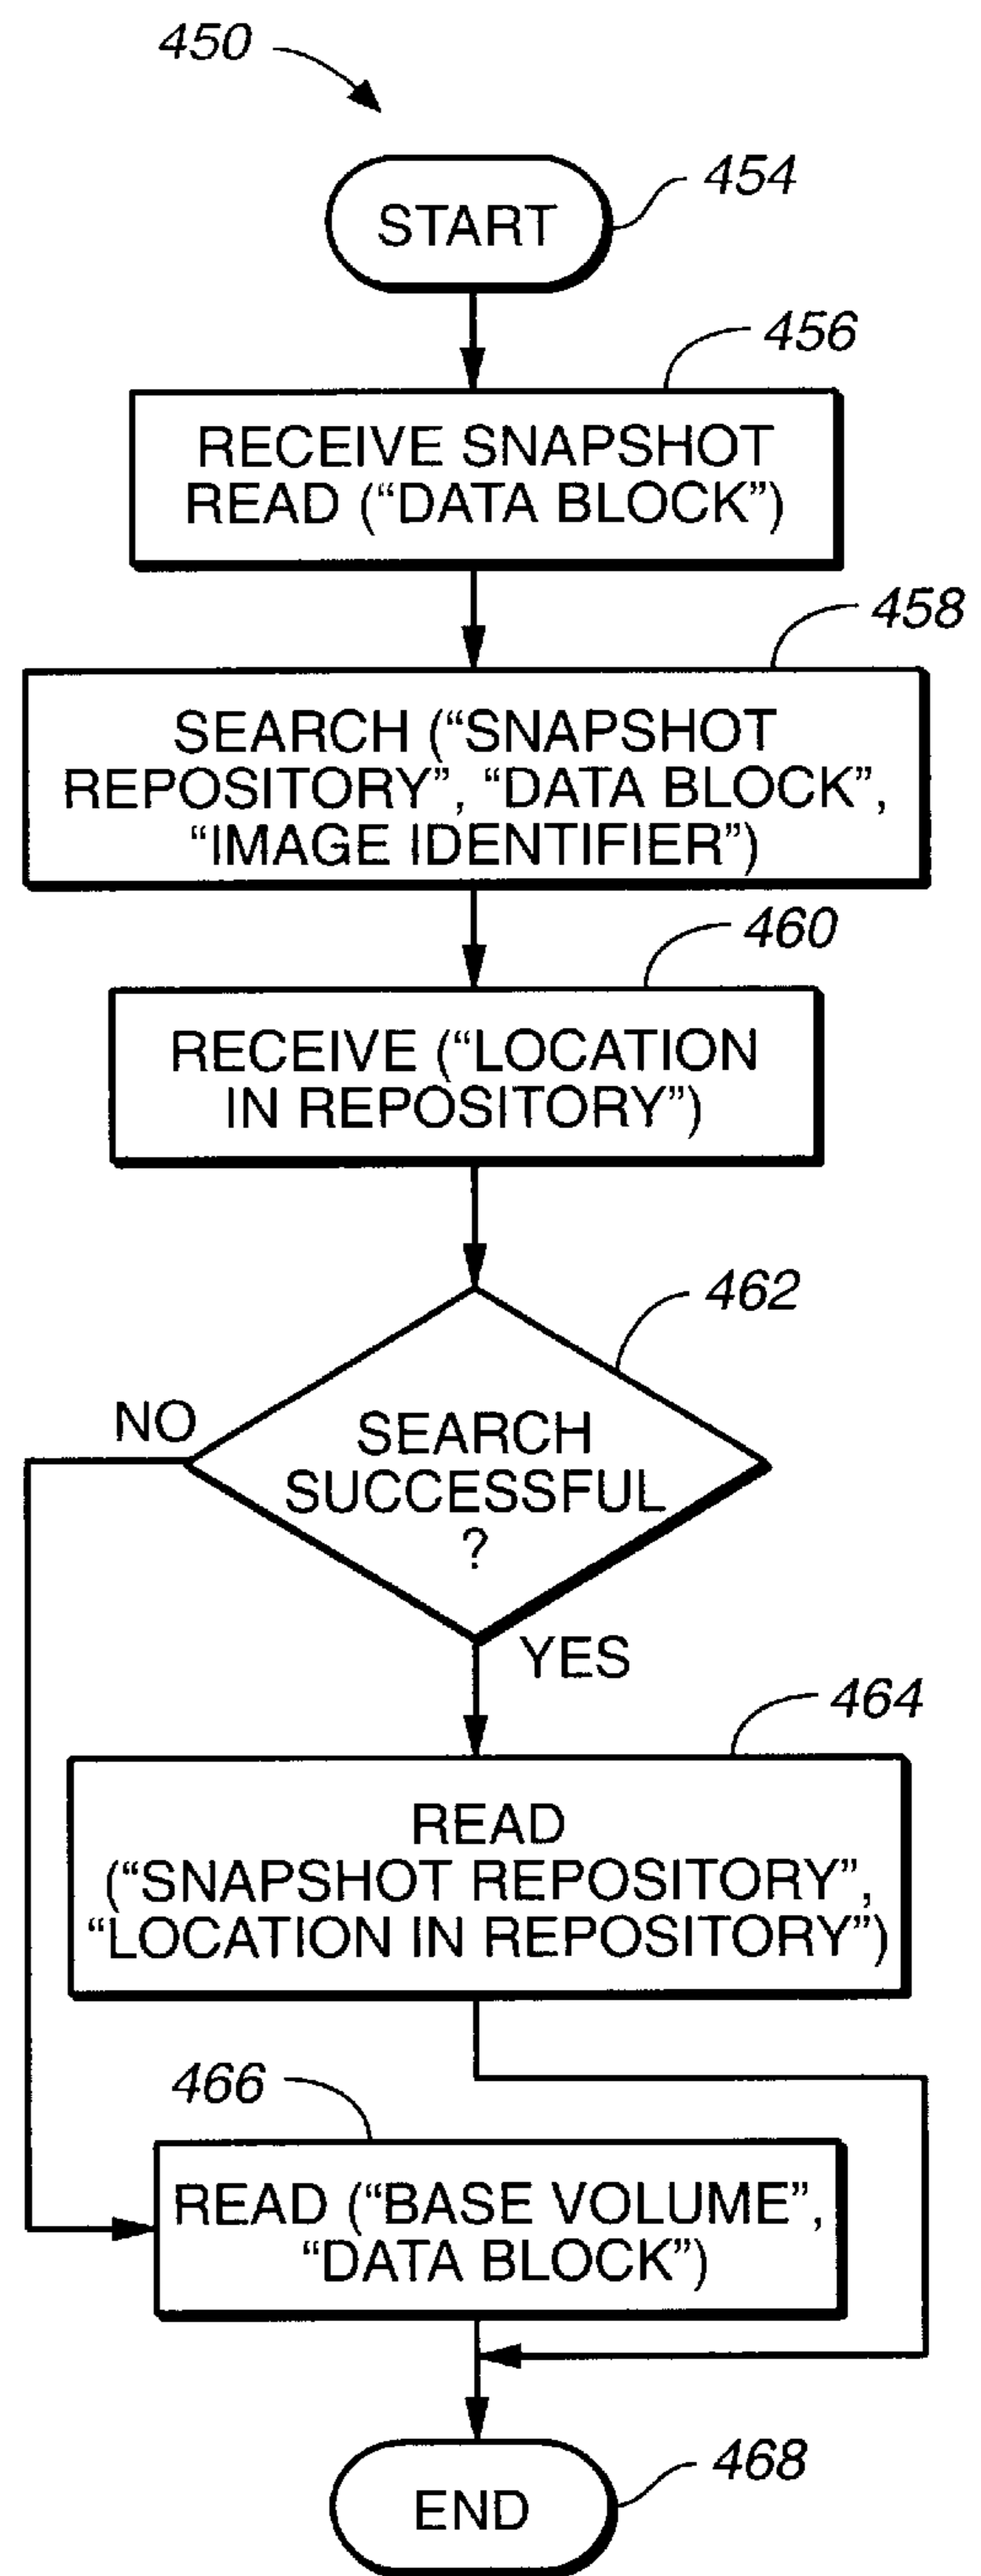 450
START
454
456
RECEIVE SNAPSHOT
READ (“DATA BLOCK”)
458
SEARCH (“SNAPSHOT
REPOSITORY”, “DATA BLOCK”,
“IMAGE IDENTIFIER”)
460
RECEIVE (“LOCATION
IN REPOSITORY”)
462
NO
SEARCH
SUCCESSFUL
?
YES
464
READ
(“SNAPSHOT REPOSITORY”,
“LOCATION IN REPOSITORY”)
466
READ (“BASE VOLUME”,
“DATA BLOCK”)
END
468